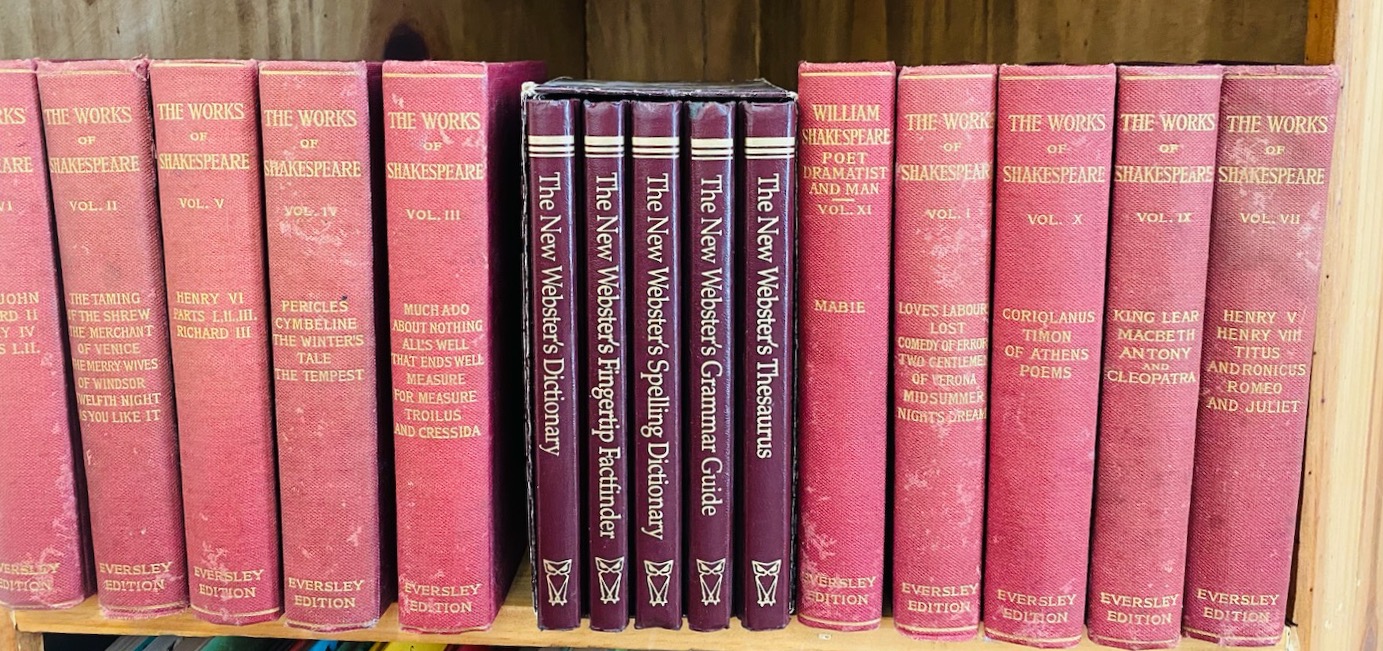 JOHN
EVERSLEY
EDITION
THE WORKS
OF
SHAKESPEARE
VOL. II
THE TAMING
OF THE SHREW
THE MERCHANT
OF VENICE
THE MERRY WIVES
OF WINDSOR
TWELFTH NIGHT
AS YOU LIKE IT
EVERSLEY
EDITION
THE WORKS
OF
SHAKESPEARE
VOL. V
HENRY VI
PARTS I.II.III.
RICHARD III
EVERSLEY
EDITION
THE WORKS
OF
SHAKESPEARE
VOL. IV
PERICLES
CYMBELINE
THE WINTER'S
TALE
THE TEMPEST
EVERSLEY
EDITION
THE WORKS
OF
SHAKESPEARE
VOL. III
MUCH ADO
ABOUT NOTHING
ALL'S WELL
THAT ENDS WELL
MEASURE
FOR MEASURE
TROILUS
AND CRESSIDA
EVERSLEY
EDITION
The New Webster's Dictionary
The New Webster's Fingertip Factfinder
The New Webster's Spelling Dictionary
The New Webster's Grammar Guide
The New Webster's Thesaurus
WILLIAM
SHAKESPEARE
POET
DRAMATIST
AND MAN
VOL. XI
MABIE
EVERSLEY
EDITION
THE WORKS
OF
SHAKESPEARE
VOL. I
LOVE'S LABOUR
LOST
COMEDY OF ERRORS
TWO GENTLEMEN
OF VERONA
MIDSUMMER
NIGHT'S DREAM
EVERSLEY
EDITION
THE WORKS
OF
SHAKESPEARE
VOL. X
CORIOLANUS
TIMON
OF ATHENS
POEMS
EVERSLEY
EDITION
THE WORKS
OF
SHAKESPEARE
VOL. IX
KING LEAR
MACBETH
ANTONY
AND
CLEOPATRA
EVERSLEY
EDITION
THE WORKS
OF
SHAKESPEARE
VOL. VII
HENRY V
HENRY VIII
TITUS
ANDRONICUS
ROMEO
AND JULIET
EVERSLEY
EDITION